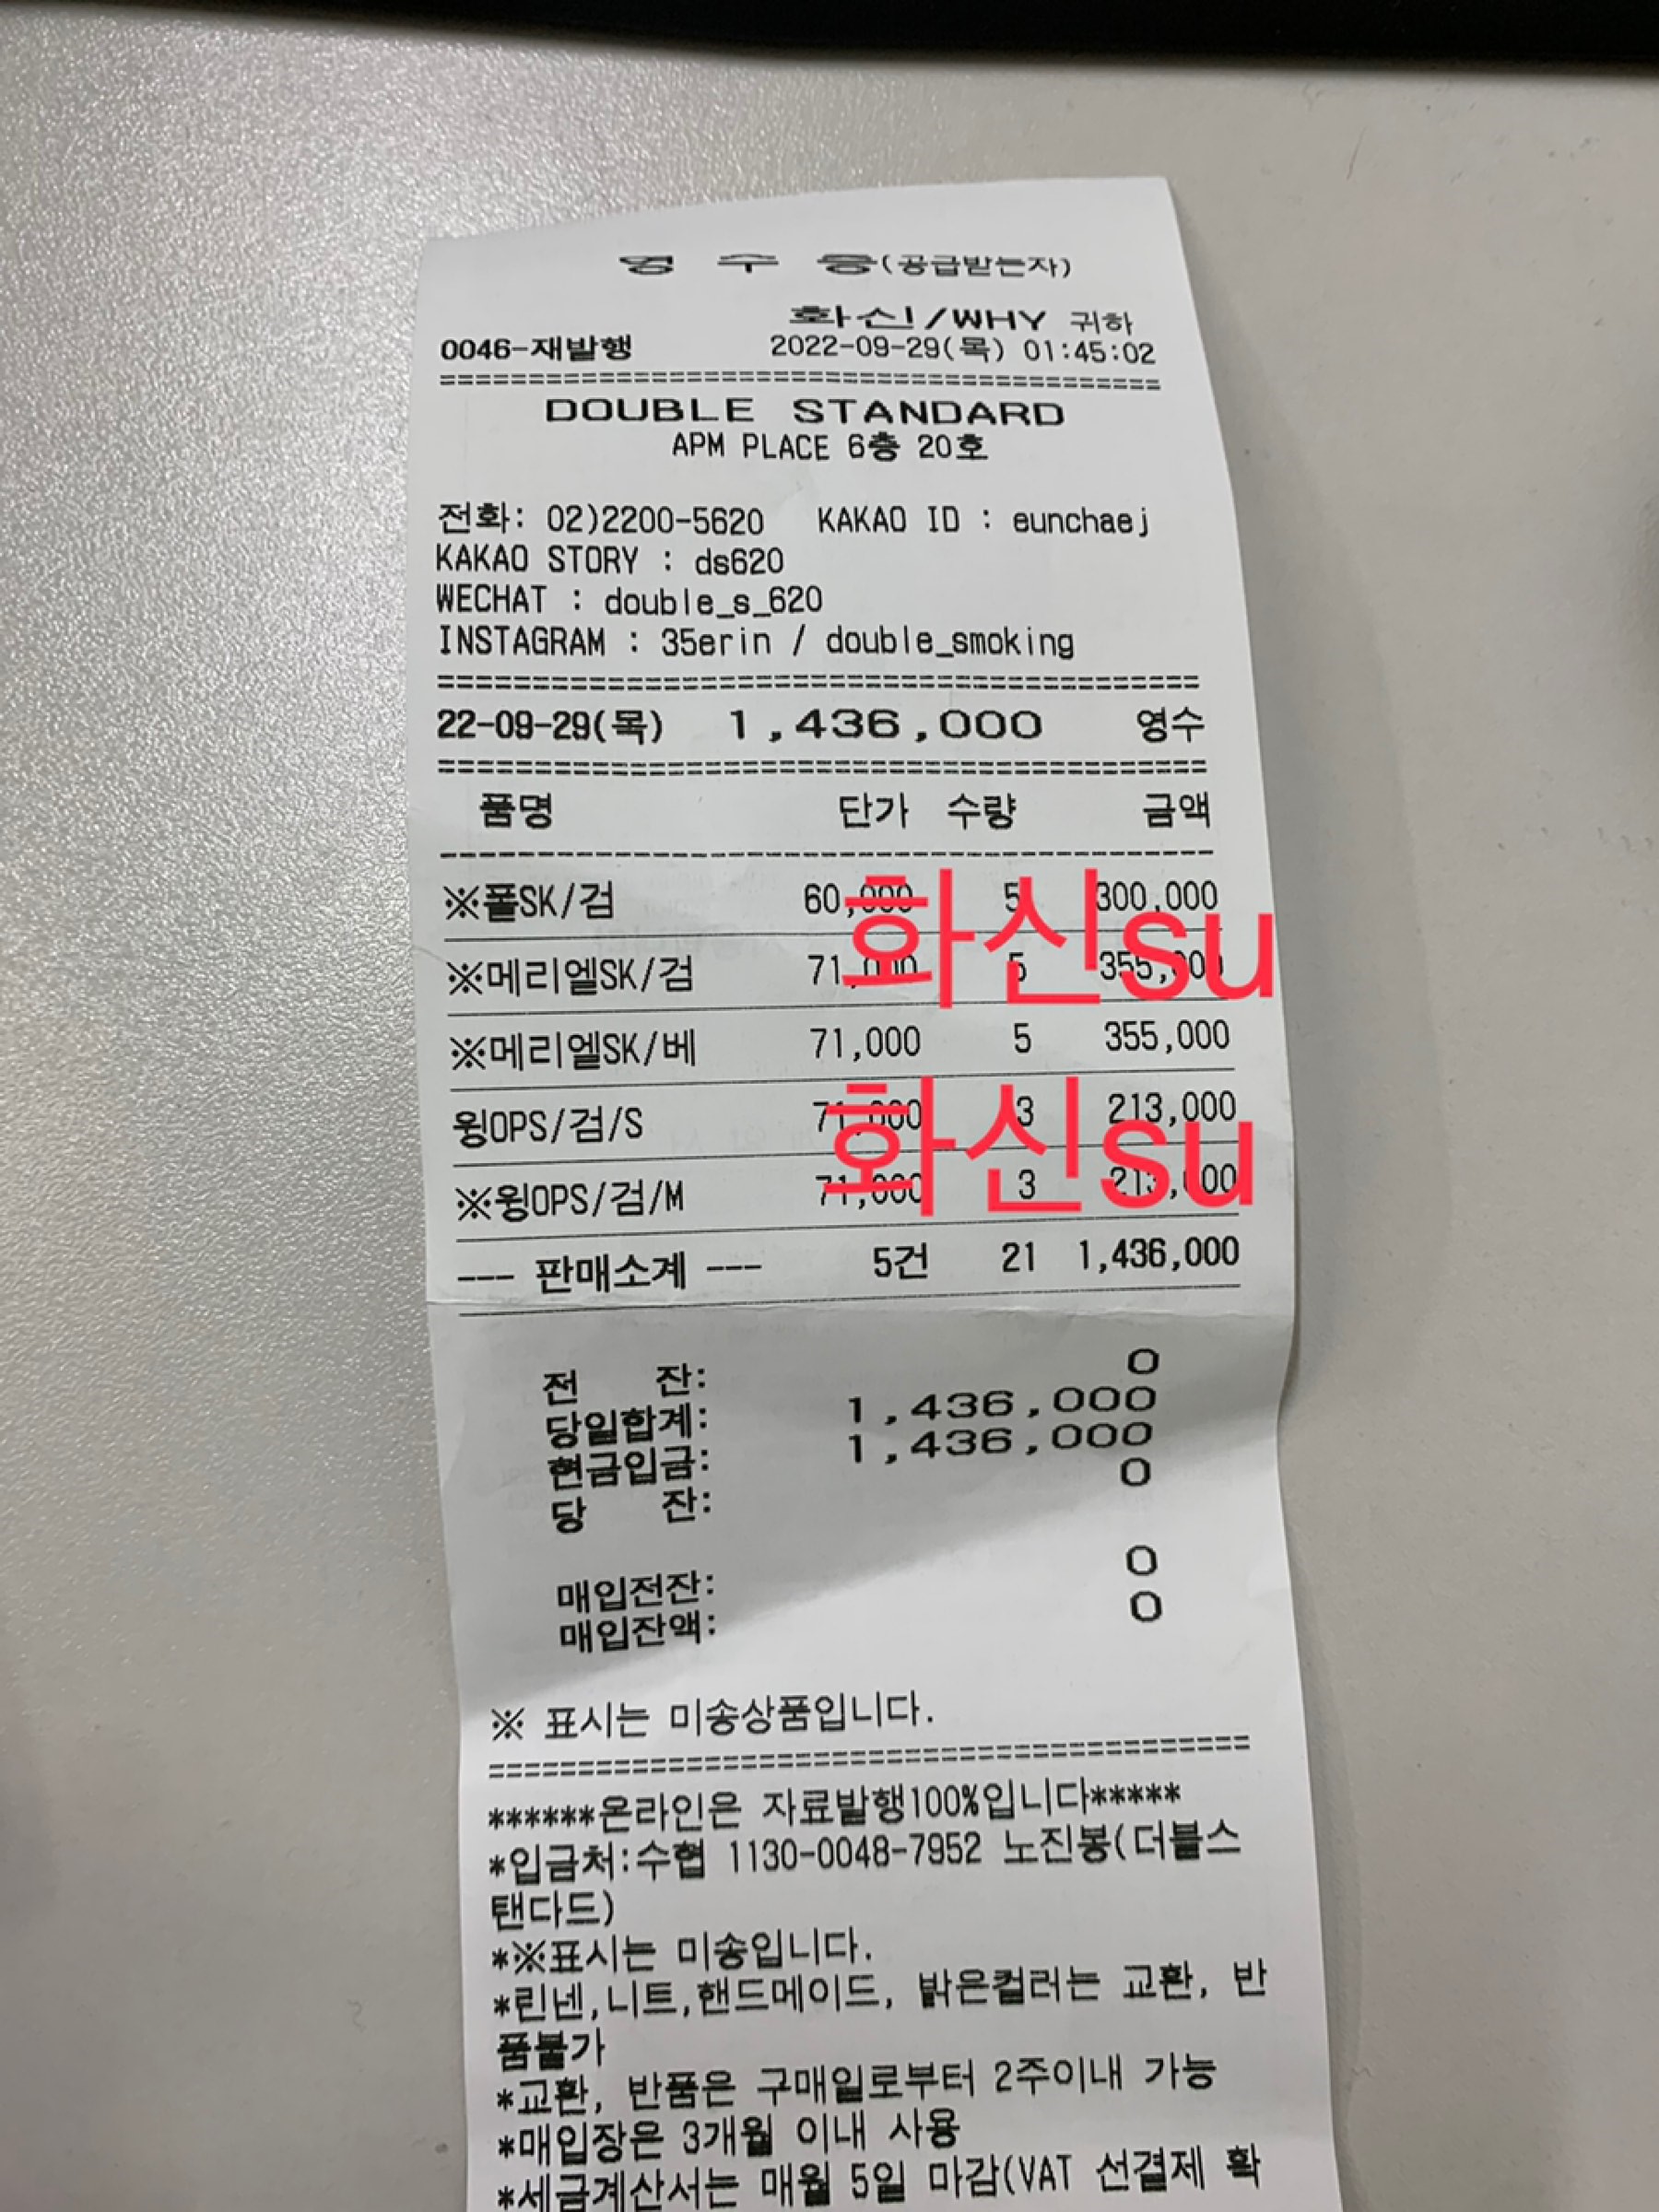 영 수 증(공급받는자)
화신/WHY 귀하
0046-재발행 2022-09-29(목) 01:45:02
DOUBLE STANDARD
APM PLACE 6층 20호
전화: 02)2200-5620 KAKAO ID : eunchaej
KAKAO STORY : ds620
WECHAT : double_s_620
INSTAGRAM : 35erin / double_smoking
22-09-29(목) 1,436,000 영수
품명 단가 수량 금액
※폴SK/검 60,000 5 300,000
화신su
※메리엘SK/검 71,000 5 355,000
※메리엘SK/베 71,000 5 355,000
윙OPS/검/S 71,000 3 213,000
화신su
※윙OPS/검/M 71,000 3 213,000
--- 판매소계 --- 5건 21 1,436,000
전 잔: 0
당일합계: 1,436,000
현금입금: 1,436,000
당 잔: 0
매입전잔: 0
매입잔액: 0
※ 표시는 미송상품입니다.
******온라인은 자료발행100%입니다*****
*입금처:수협 1130-0048-7952 노진봉(더블스
탠다드)
*※표시는 미송입니다.
*린넨,니트,핸드메이드, 밝은컬러는 교환, 반
품불가
*교환, 반품은 구매일로부터 2주이내 가능
*매입장은 3개월 이내 사용
*세금계산서는 매월 5일 마감(VAT 선결제 확